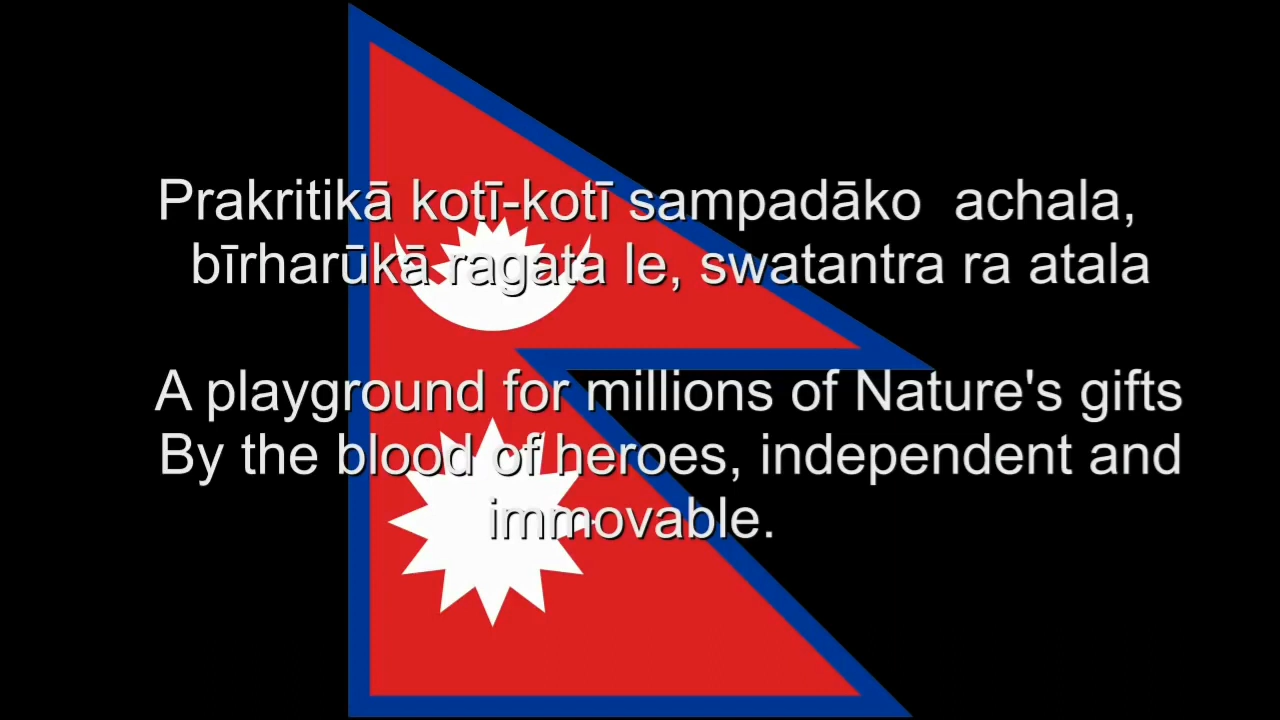 Prakritikā kotī-kotī sampadāko achala,
bīrharūkā ragata le, swatantra ra atala
A playground for millions of Nature's gifts
By the blood of heroes, independent and
immovable.